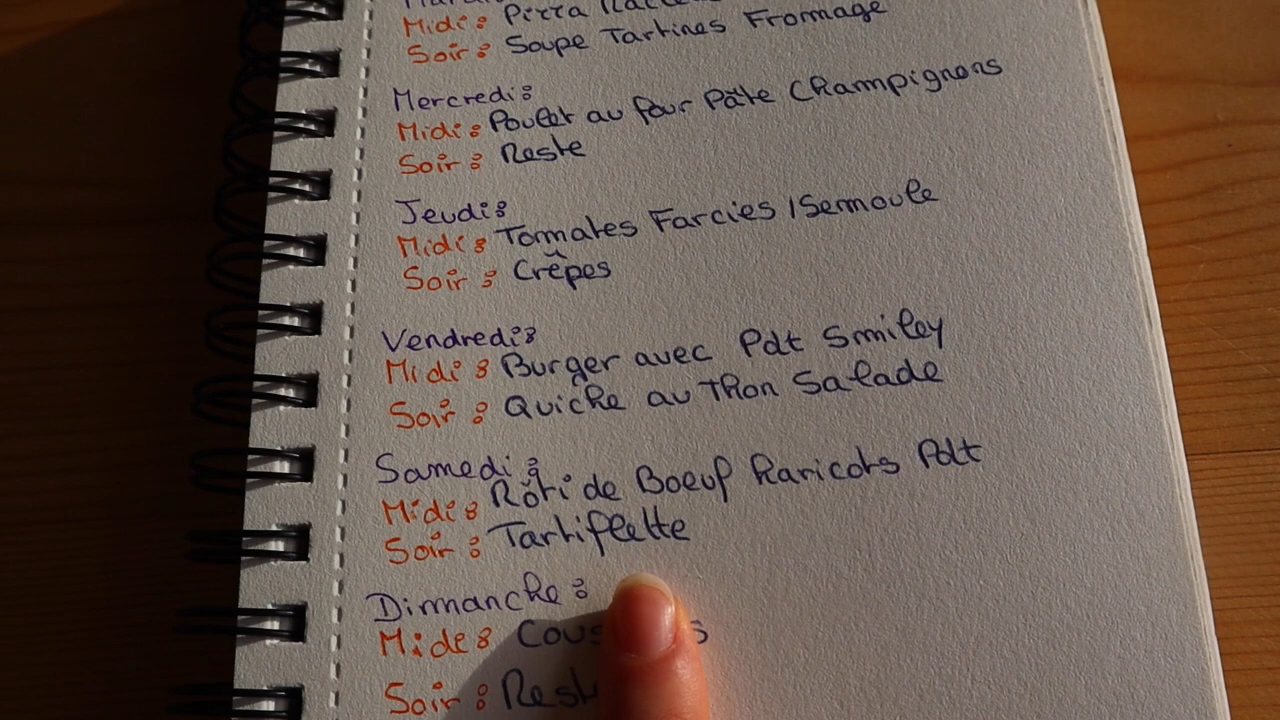 Midi : Pizza
Soir : Soupe Tartines Fromage
Mercredi :
Midi : Poulet au four Pâte Champignons
Soir : Reste
Jeudi :
Midi : Tomates Farcies / Semoule
Soir : Crêpes
Vendredi :
Midi : Burger avec Pdt Smiley
Soir : Quiche au Thon Salade
Samedi :
Midi : Rôti de Boeuf Haricots Pdt
Soir : Tartiflette
Dimanche :
Midi :
Soir :